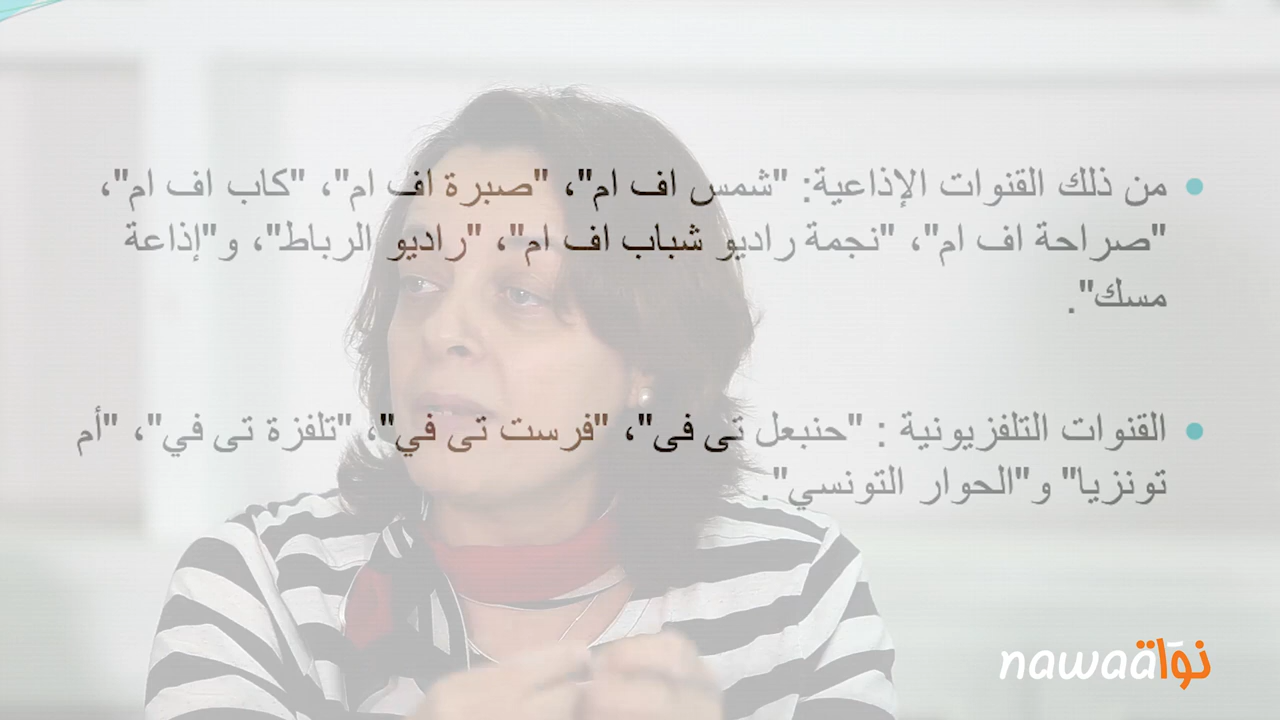 من ذلك القنوات الإذاعية: "شمس اف ام"، "صبرة اف ام"، "كاب اف ام"،
"صراحة اف ام"، "نجمة راديو شباب اف ام"، "راديو الرباط"، و"إذاعة
مسك".
القنوات التلفزيونية : "حنبعل تى فى"، "فرست تى في"، "تلفزة تى في"، "أم
تونزيا" و"الحوار التونسي".
nawaaنواة